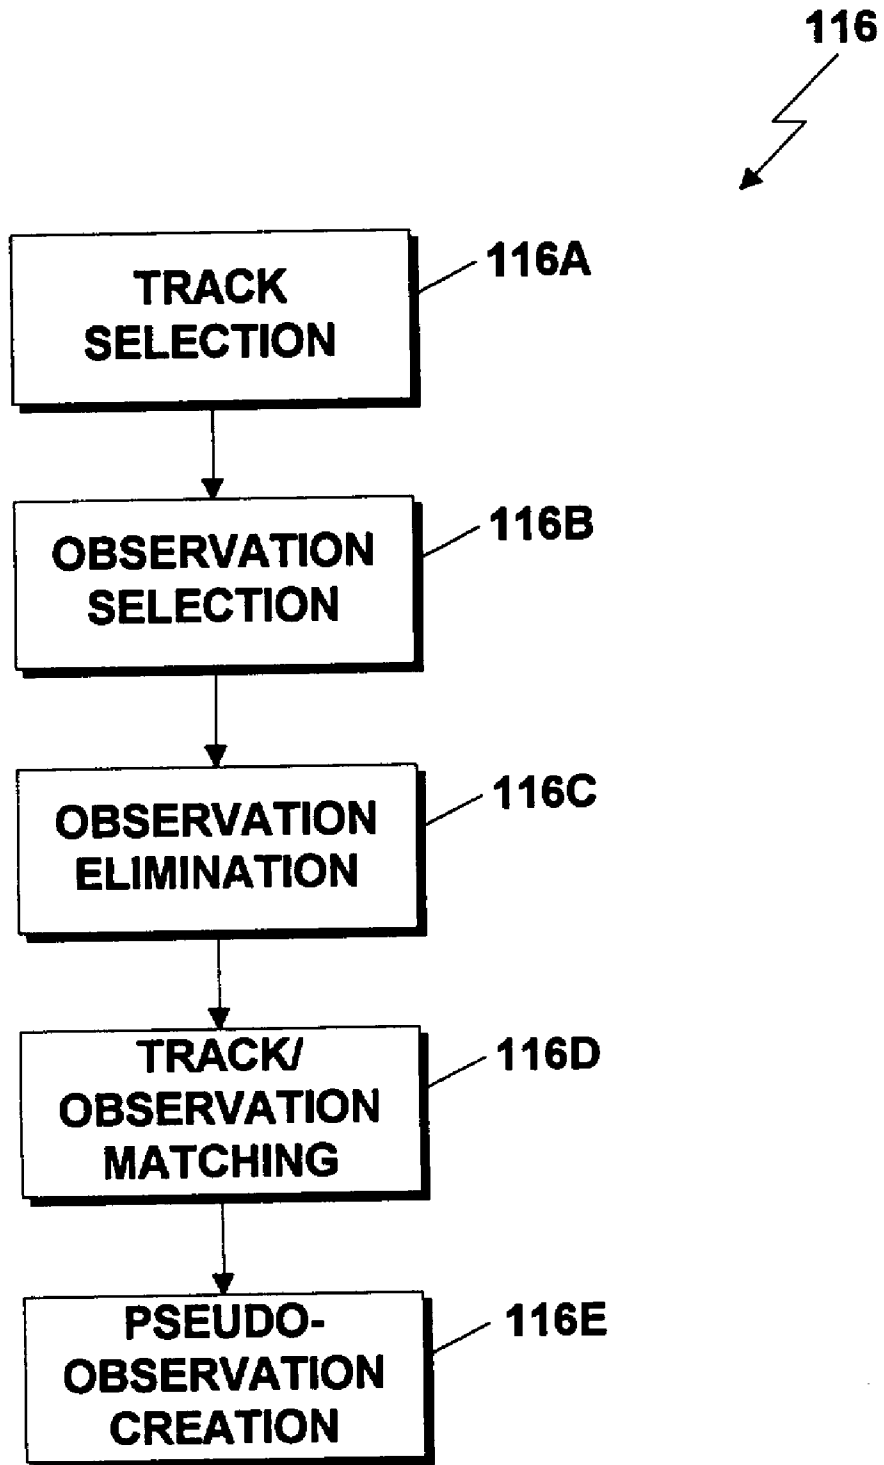 116
TRACK
SELECTION
116A
OBSERVATION
SELECTION
116B
OBSERVATION
ELIMINATION
116C
TRACK/
OBSERVATION
MATCHING
116D
PSEUDO-
OBSERVATION
CREATION
116E